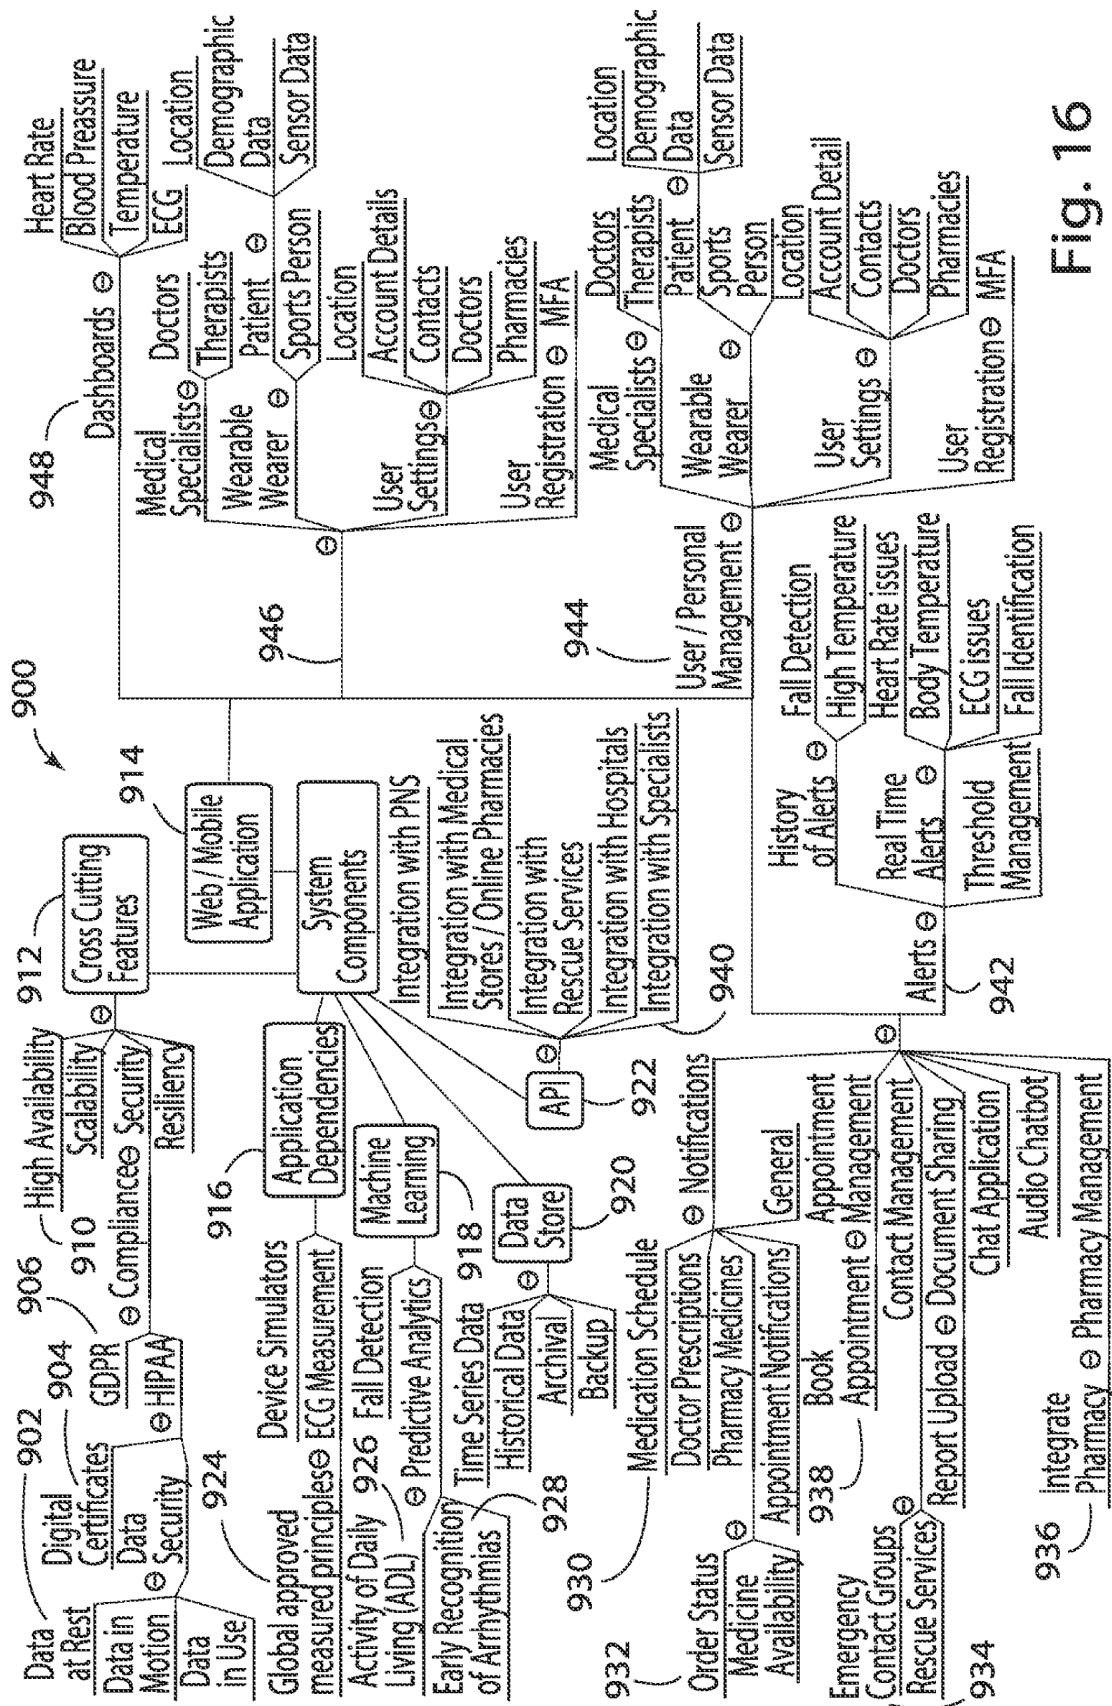 900
902
Data
at Rest
Data in
Motion
Data
in Use
904
Digital
Certificates
Data
Security
906
GDPR
HIPAA
910
High Availability
Scalability
Compliance
Security
Resiliency
912
Cross Cutting
Features
914
Web / Mobile
Application
System
Components
916
Application
Dependencies
Device Simulators
ECG Measurement
924
Global approved
measured principles
918
Machine
Learning
Fall Detection
Predictive Analytics
926
Activity of Daily
Living (ADL)
928
Early Recognition
of Arrhythmias
920
Data
Store
Time Series Data
Historical Data
Archival
Backup
922
API
Integration with PNS
Integration with Medical
Stores / Online Pharmacies
Integration with
Rescue Services
Integration with Hospitals
Integration with Specialists
940
948
Dashboards
Heart Rate
Blood Preassure
Temperature
ECG
946
Medical
Specialists
Doctors
Therapists
Wearable
Wearer
Patient
Sports Person
Location
Demographic
Data
Sensor Data
User
Settings
Location
Account Details
Contacts
Doctors
Pharmacies
User
Registration
MFA
944
User / Personal
Management
Medical
Specialists
Doctors
Therapists
Wearable
Wearer
Patient
Sports
Person
Location
Demographic
Data
Sensor Data
User
Settings
Location
Account Detail
Contacts
Doctors
Pharmacies
User
Registration
MFA
942
Alerts
History
of Alerts
Fall Detection
High Temperature
Real Time
Alerts
Heart Rate issues
Body Temperature
ECG issues
Fall Identification
Threshold
Management
Notifications
930
Medication Schedule
Doctor Prescriptions
Pharmacy Medicines
Appointment Notifications
General
932
Order Status
Medicine
Availability
938
Book
Appointment
Appointment
Management
Contact Management
934
Emergency
Contact Groups
Rescue Services
Report Upload
Document Sharing
Chat Application
Audio Chatbot
936
Integrate
Pharmacy
Pharmacy Management
Fig. 16